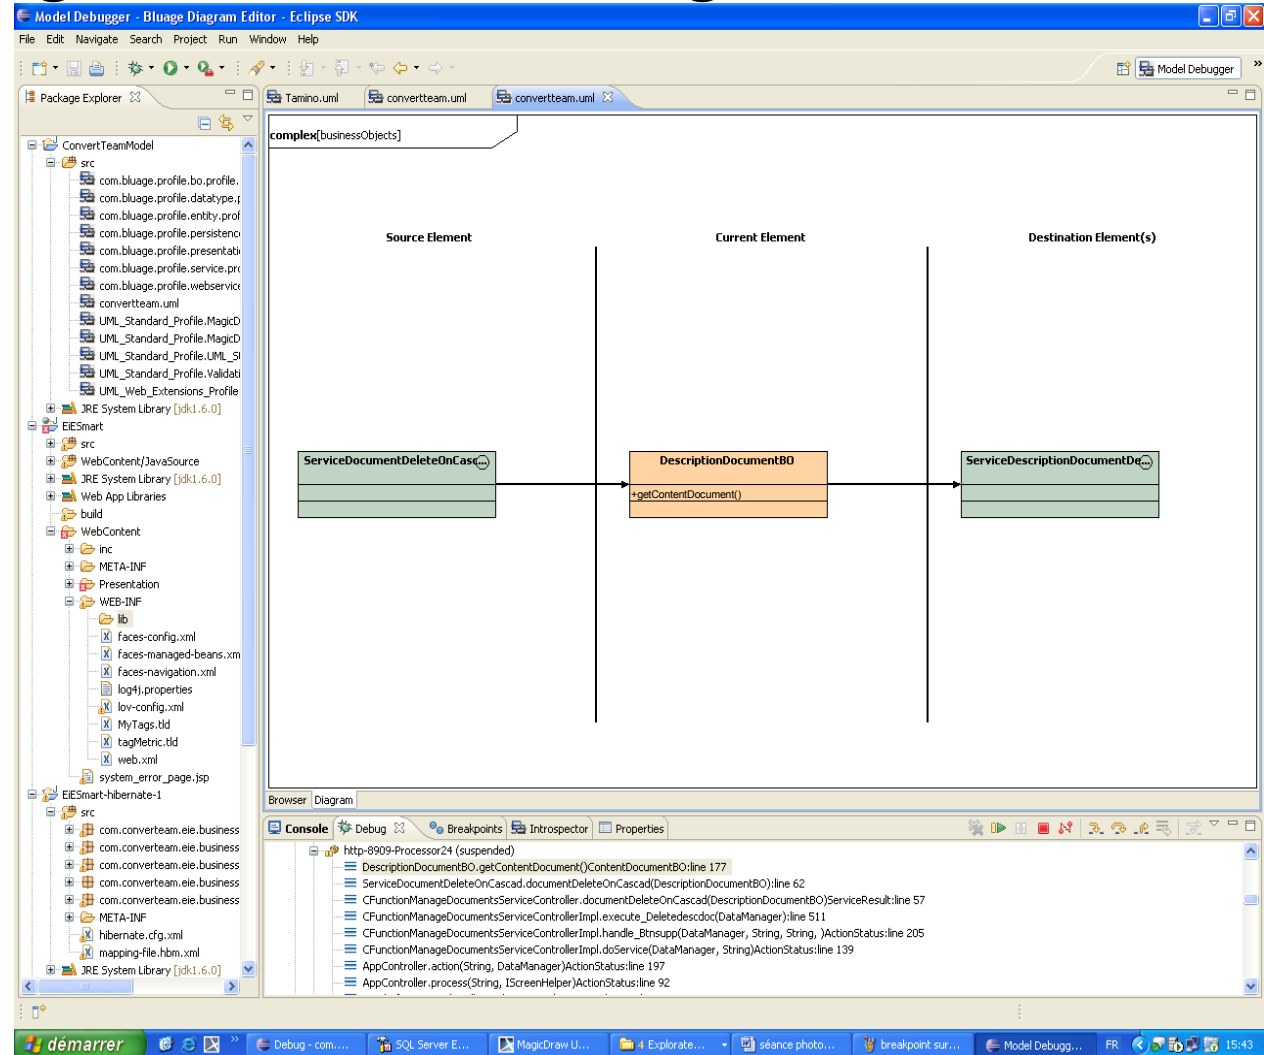 Model Debugger - Bluage Diagram Editor - Eclipse SDK
File Edit Navigate Search Project Run Window Help
Model Debugger
Package Explorer
Tamino.uml
convertteam.uml
convertteam.uml
ConvertTeamModel
src
com.bluage.profile.bo.profile.
com.bluage.profile.datatype.p
com.bluage.profile.entity.prof
com.bluage.profile.persistenc
com.bluage.profile.presentati
com.bluage.profile.service.pro
com.bluage.profile.webservice
convertteam.uml
UML_Standard_Profile.MagicD
UML_Standard_Profile.MagicD
UML_Standard_Profile.UML_S
UML_Standard_Profile.Validati
UML_Web_Extensions_Profile
JRE System Library [jdk1.6.0]
EiESmart
src
WebContent/JavaSource
JRE System Library [jdk1.6.0]
Web App Libraries
build
WebContent
inc
META-INF
Presentation
WEB-INF
lib
faces-config.xml
faces-managed-beans.xm
faces-navigation.xml
log4j.properties
lov-config.xml
MyTags.tld
tagMetric.tld
web.xml
system_error_page.jsp
EiESmart-hibernate-1
src
com.converteam.eie.business
com.converteam.eie.business
com.converteam.eie.business
com.converteam.eie.business
com.converteam.eie.business
META-INF
hibernate.cfg.xml
mapping-file.hbm.xml
JRE System Library [jdk1.6.0]
complex[businessObjects]
Source Element
Current Element
Destination Element(s)
ServiceDocumentDeleteOnCasc...
DescriptionDocumentBO
+getContentDocument()
ServiceDescriptionDocumentDe...
Browser Diagram
Console Debug Breakpoints Introspector Properties
http-8909-Processor24 (suspended)
DescriptionDocumentBO.getContentDocument()ContentDocumentBO:line 177
ServiceDocumentDeleteOnCascad.documentDeleteOnCascad(DescriptionDocumentBO):line 62
CFunctionManageDocumentsServiceController.documentDeleteOnCascad(DescriptionDocumentBO)ServiceResult:line 57
CFunctionManageDocumentsServiceControllerImpl.execute_Deletedescdoc(DataManager):line 511
CFunctionManageDocumentsServiceControllerImpl.handle_Btnsupp(DataManager, String, String, )ActionStatus:line 205
CFunctionManageDocumentsServiceControllerImpl.doService(DataManager, String)ActionStatus:line 139
AppController.action(String, DataManager)ActionStatus:line 197
AppController.process(String, IScreenHelper)ActionStatus:line 92
démarrer
Debug - com....
SQL Server E...
MagicDraw U...
4 Explorate...
séance photo...
breakpoint sur...
Model Debugg...
FR
15:43